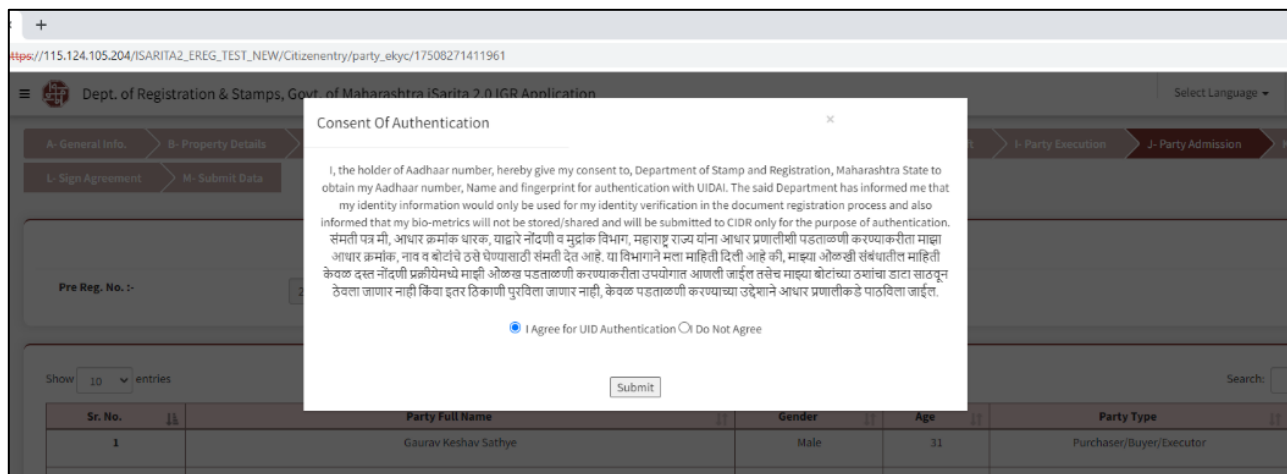 +
https://115.124.105.204/ISARITA2_EREG_TEST_NEW/Citizenentry/party_ekyc/17508271411961
Dept. of Registration & Stamps, Govt. of Maharashtra iSarita 2.0 IGR Application
Select Language
A- General Info.
B- Property Details
I- Party Execution
J- Party Admission
L- Sign Agreement
M- Submit Data
Consent Of Authentication
×
I, the holder of Aadhaar number, hereby give my consent to, Department of Stamp and Registration, Maharashtra State to
obtain my Aadhaar number, Name and fingerprint for authentication with UIDAI. The said Department has informed me that
my identity information would only be used for my identity verification in the document registration process and also
informed that my bio-metrics will not be stored/shared and will be submitted to CIDR only for the purpose of authentication.
संमती पत्र मी, आधार क्रमांक धारक, याद्वारे नोंदणी व मुद्रांक विभाग, महाराष्ट्र राज्य यांना आधार प्रणालीशी पडताळणी करण्याकरीता माझा
आधार क्रमांक, नाव व बोटांचे ठसे घेण्यासाठी संमती देत आहे. या विभागाने मला माहिती दिली आहे की, माझ्या ओळखी संबंधातील माहिती
केवळ दस्त नोंदणी प्रक्रीयेमध्ये माझी ओळख पडताळणी करण्याकरीता उपयोगात आणली जाईल तसेच माझ्या बोटांच्या ठशांचा डाटा साठवून
ठेवला जाणार नाही किंवा इतर ठिकाणी पुरविला जाणार नाही, केवळ पडताळणी करण्याच्या उद्देशाने आधार प्रणालीकडे पाठविला जाईल.
I Agree for UID Authentication I Do Not Agree
Submit
Pre Reg. No. :-
Show 10 entries
Search:
Sr. No. Party Full Name Gender Age Party Type
1 Gaurav Keshav Sathye Male 31 Purchaser/Buyer/Executor